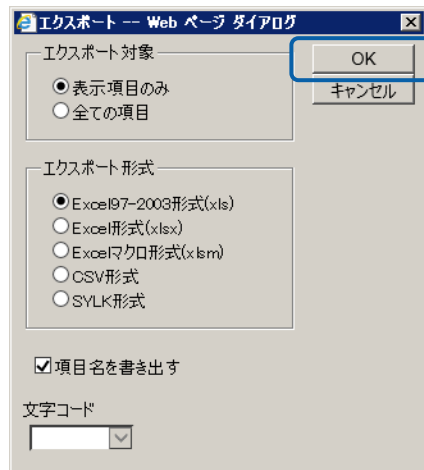 エクスポート -- Web ページ ダイアログ
エクスポート対象
OK
表示項目のみ
キャンセル
全ての項目
エクスポート形式
Excel97-2003形式(xls)
Excel形式(xlsx)
Excelマクロ形式(xlsm)
CSV形式
SYLK形式
項目名を書き出す
文字コード